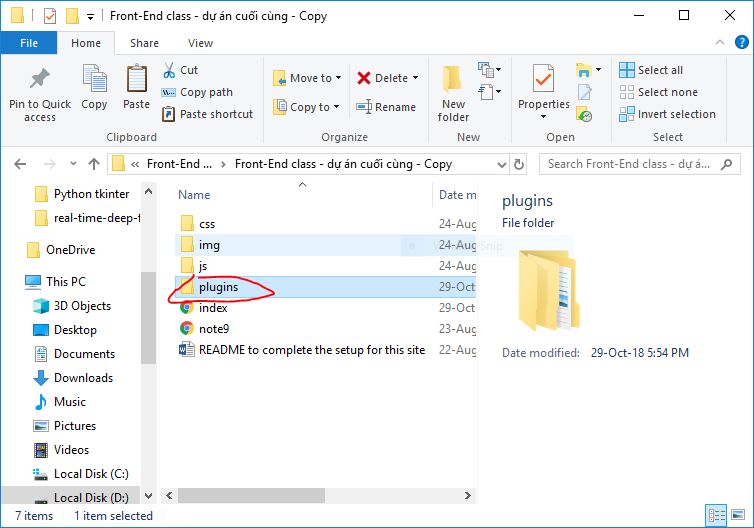 Front-End class - dự án cuối cùng - Copy
File Home Share View
Pin to Quick access
Copy
Paste
Cut
Copy path
Paste shortcut
Clipboard
Move to
Copy to
Delete
Rename
Organize
New folder
New
Properties
Open
Select all
Select none
Invert selection
Select
Front-End ... Front-End class - dự án cuối cùng - Copy
Search Front-End class - dự á...
Python tkinter
real-time-deep-f
OneDrive
This PC
3D Objects
Desktop
Documents
Downloads
Music
Pictures
Videos
Local Disk (C:)
Local Disk (D:)
Name Date m
css 24-Aug
img 24-Aug
js 24-Aug
plugins 29-Oct
index 29-Oct
note9 23-Aug
README to complete the setup for this site 22-Aug
plugins
File folder
Date modified: 29-Oct-18 5:54 PM
7 items 1 item selected